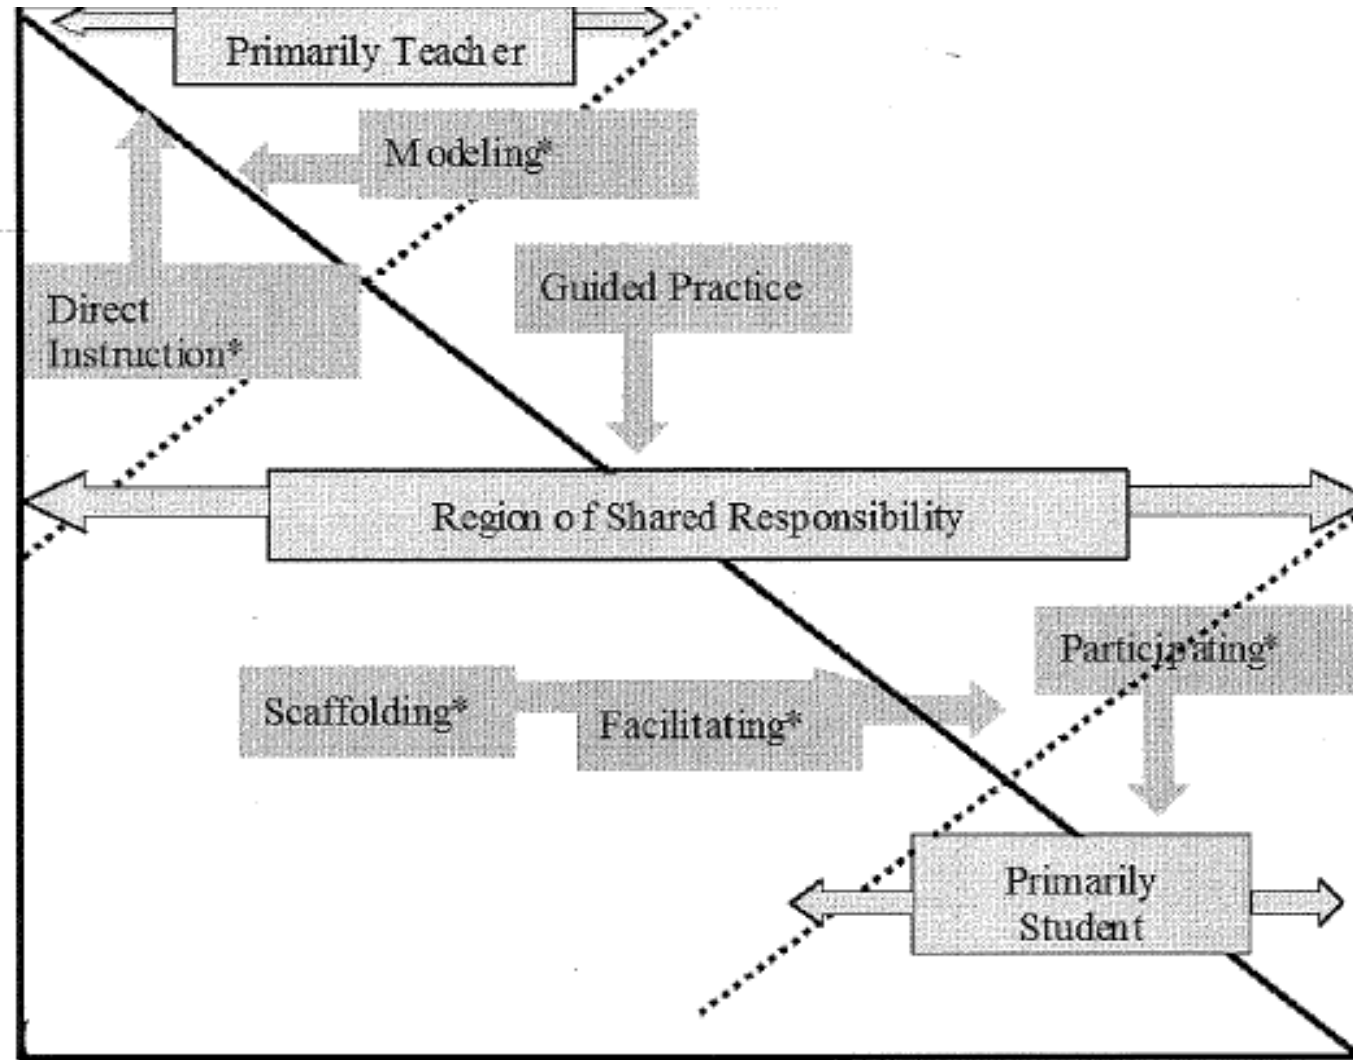 Primarily Teacher
Modeling*
Guided Practice
Direct
Instruction*
Region of Shared Responsibility
Participating*
Scaffolding*
Facilitating*
Primarily
Student